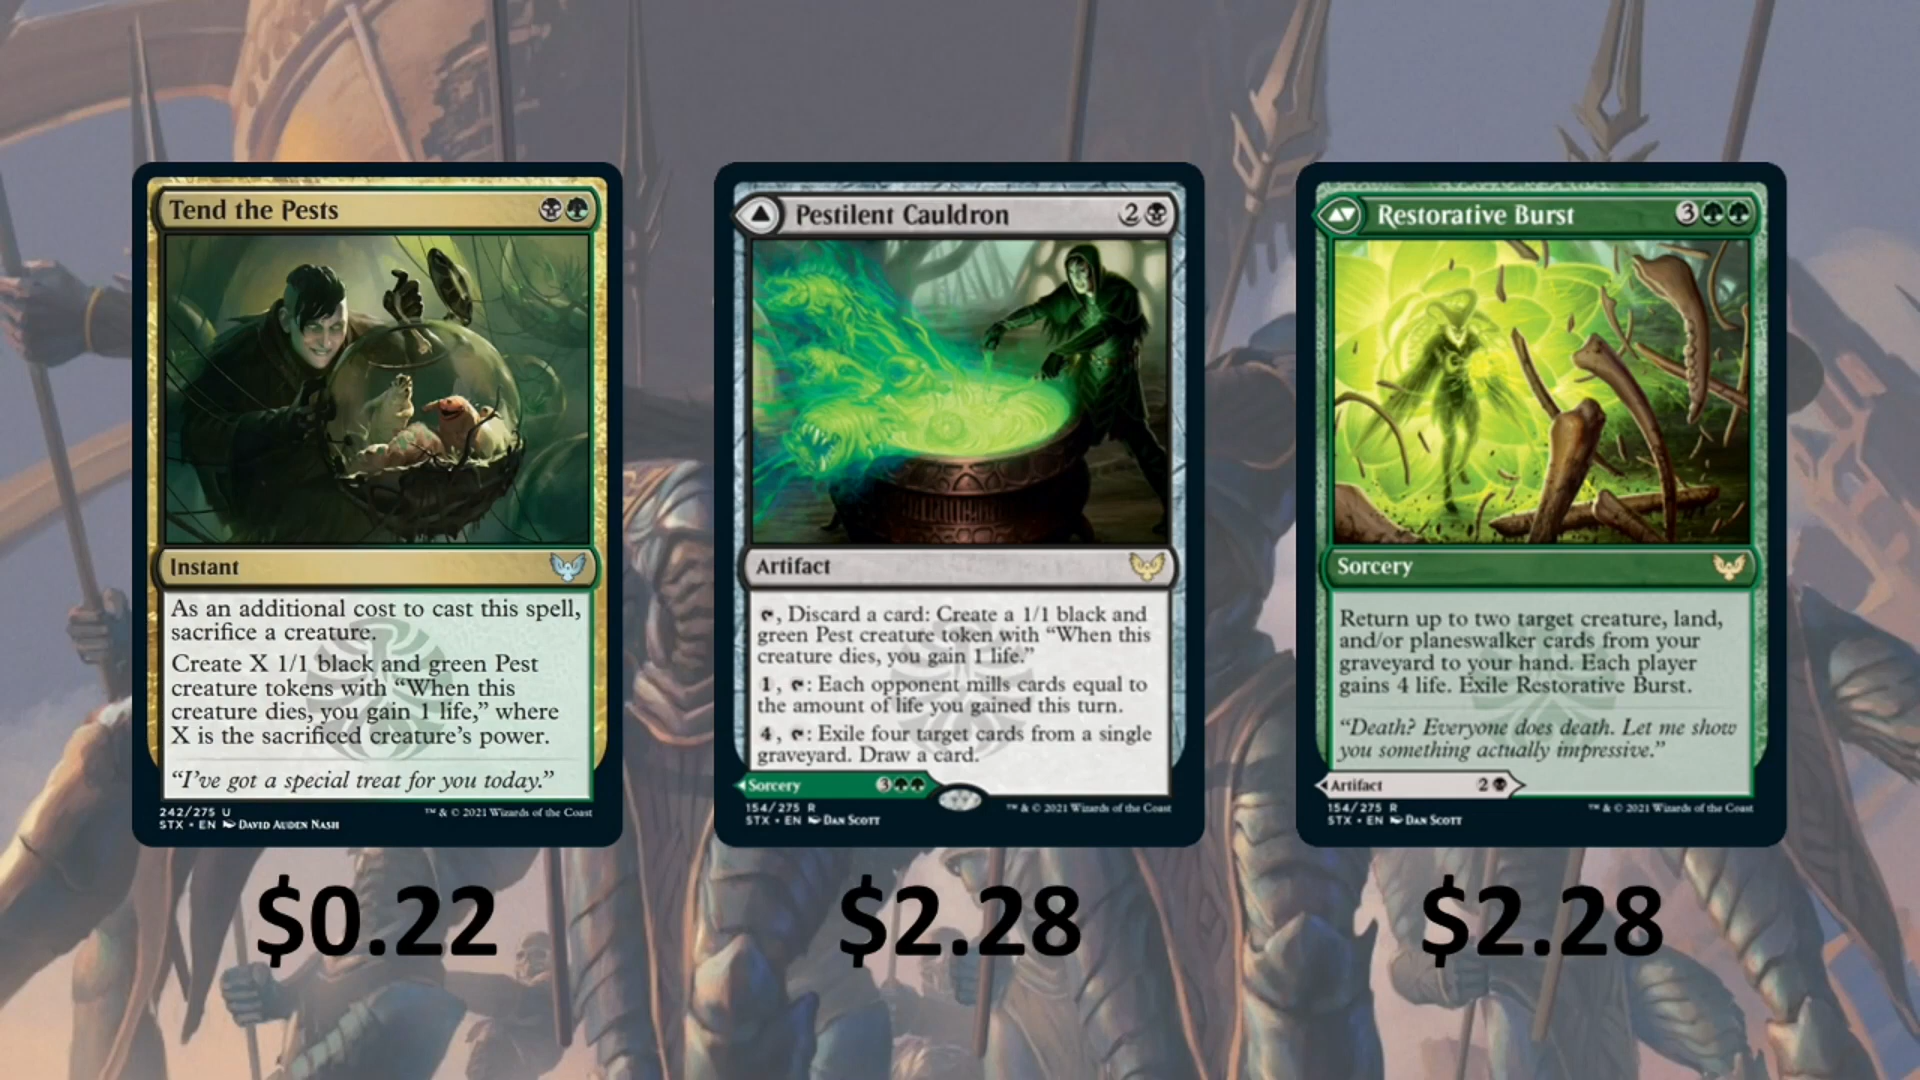 Tend the Pests
Instant
As an additional cost to cast this spell,
sacrifice a creature.
Create X 1/1 black and green Pest
creature tokens with “When this
creature dies, you gain 1 life,” where
X is the sacrificed creature's power.
“I've got a special treat for you today.”
242/275 U
STX • EN David Auden Nash
™ & © 2021 Wizards of the Coast
$0.22
Pestilent Cauldron 2
Artifact
, Discard a card: Create a 1/1 black and
green Pest creature token with “When this
creature dies, you gain 1 life.”
1, : Each opponent mills cards equal to
the amount of life you gained this turn.
4, : Exile four target cards from a single
graveyard. Draw a card.
Sorcery 3
154/275 R
STX • EN Dan Scott
™ & © 2021 Wizards of the Coast
$2.28
Restorative Burst 3
Sorcery
Return up to two target creature, land,
and/or planeswalker cards from your
graveyard to your hand. Each player
gains 4 life. Exile Restorative Burst.
“Death? Everyone does death. Let me show
you something actually impressive.”
Artifact 2
154/275 R
STX • EN Dan Scott
™ & © 2021 Wizards of the Coast
$2.28